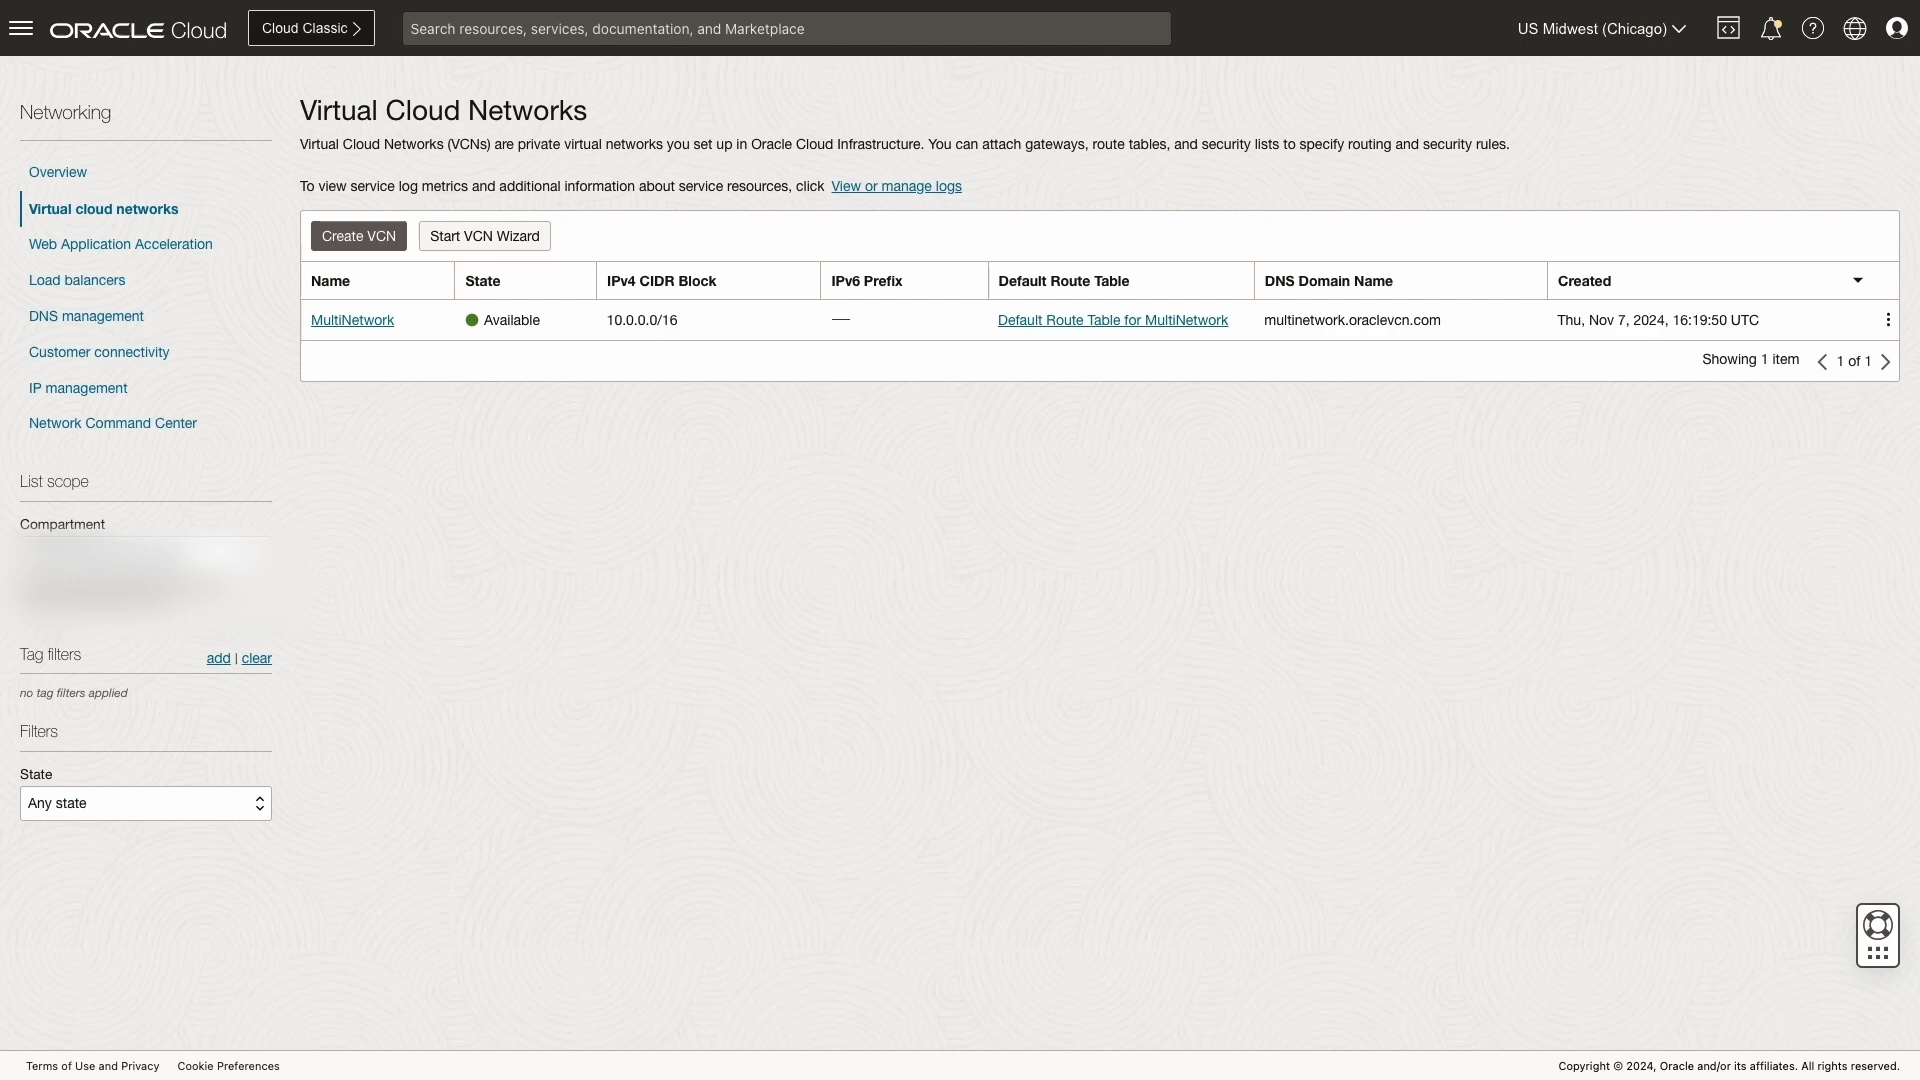 ORACLE Cloud
Cloud Classic
Search resources, services, documentation, and Marketplace
US Midwest (Chicago)
Networking
Overview
Virtual cloud networks
Web Application Acceleration
Load balancers
DNS management
Customer connectivity
IP management
Network Command Center
List scope
Compartment
Tag filters
add | clear
no tag filters applied
Filters
State
Any state
Virtual Cloud Networks
Virtual Cloud Networks (VCNs) are private virtual networks you set up in Oracle Cloud Infrastructure. You can attach gateways, route tables, and security lists to specify routing and security rules.
To view service log metrics and additional information about service resources, click View or manage logs
Create VCN Start VCN Wizard
Name State IPv4 CIDR Block IPv6 Prefix Default Route Table DNS Domain Name Created
MultiNetwork Available 10.0.0.0/16 — Default Route Table for MultiNetwork multinetwork.oraclevcn.com Thu, Nov 7, 2024, 16:19:50 UTC
Showing 1 item 1 of 1
Terms of Use and Privacy Cookie Preferences
Copyright © 2024, Oracle and/or its affiliates. All rights reserved.